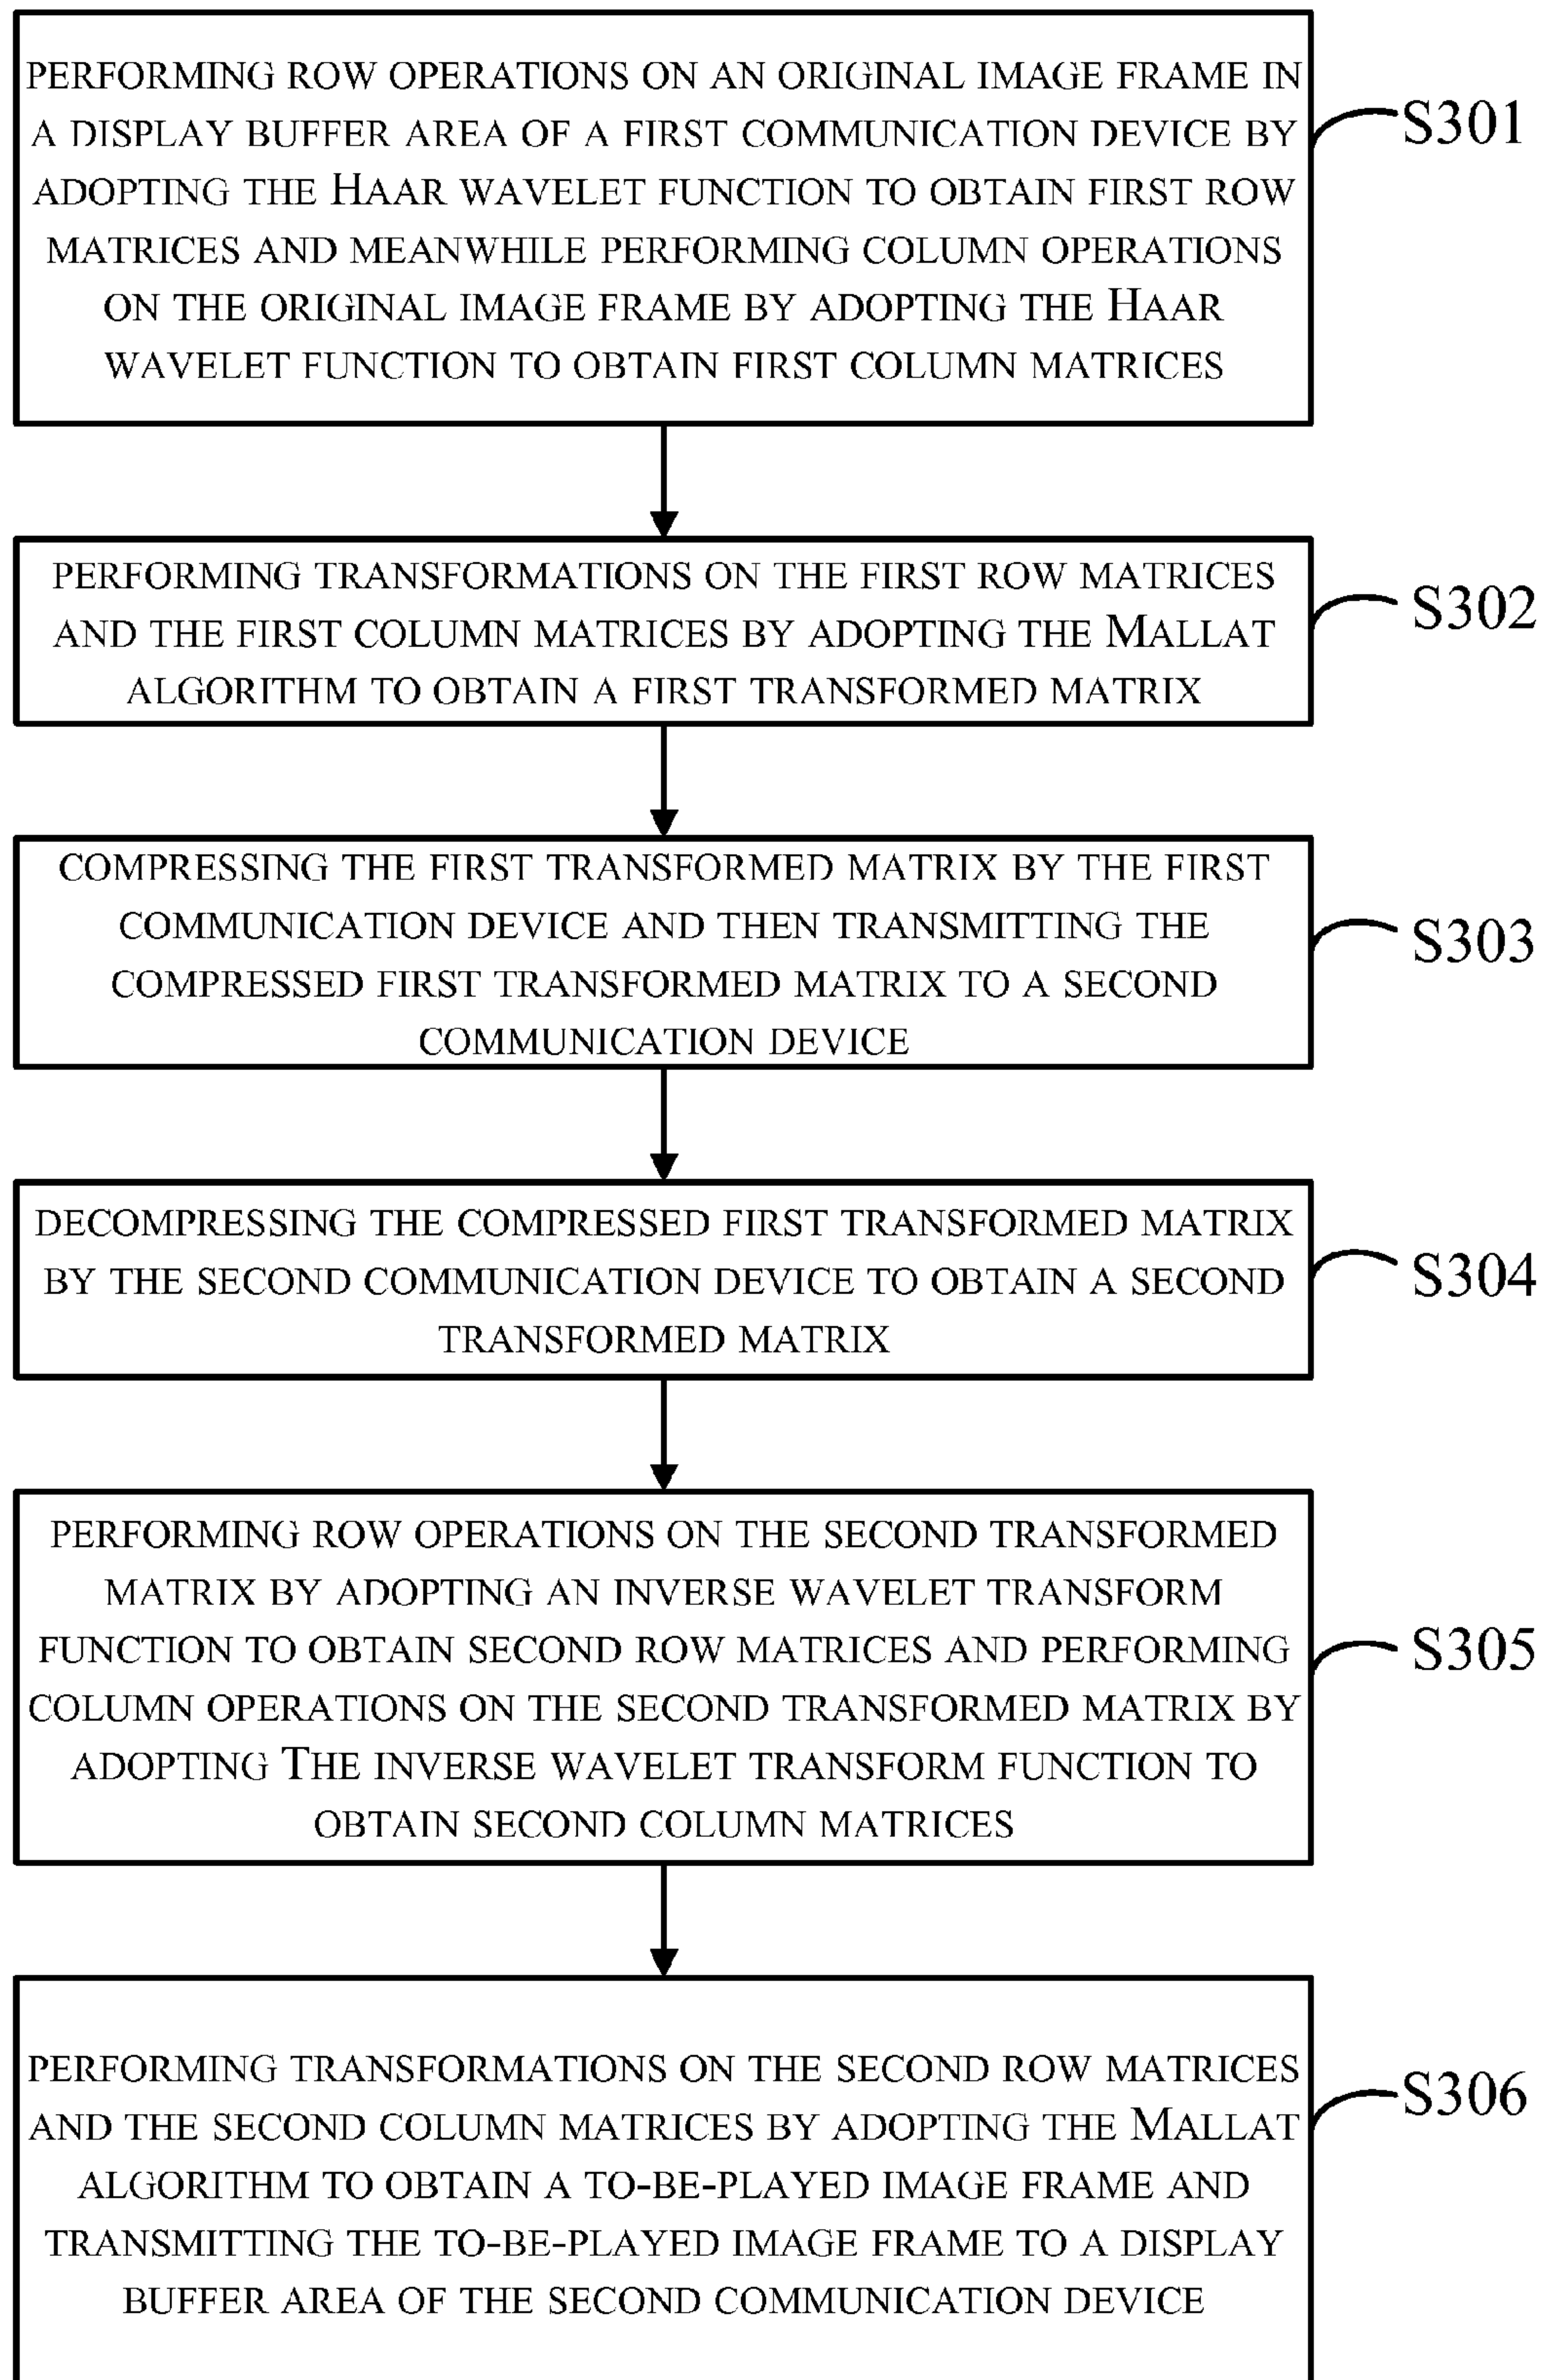 PERFORMING ROW OPERATIONS ON AN ORIGINAL IMAGE FRAME IN
A DISPLAY BUFFER AREA OF A FIRST COMMUNICATION DEVICE BY
ADOPTING THE HAAR WAVELET FUNCTION TO OBTAIN FIRST ROW
MATRICES AND MEANWHILE PERFORMING COLUMN OPERATIONS
ON THE ORIGINAL IMAGE FRAME BY ADOPTING THE HAAR
WAVELET FUNCTION TO OBTAIN FIRST COLUMN MATRICES
S301
PERFORMING TRANSFORMATIONS ON THE FIRST ROW MATRICES
AND THE FIRST COLUMN MATRICES BY ADOPTING THE MALLAT
ALGORITHM TO OBTAIN A FIRST TRANSFORMED MATRIX
S302
COMPRESSING THE FIRST TRANSFORMED MATRIX BY THE FIRST
COMMUNICATION DEVICE AND THEN TRANSMITTING THE
COMPRESSED FIRST TRANSFORMED MATRIX TO A SECOND
COMMUNICATION DEVICE
S303
DECOMPRESSING THE COMPRESSED FIRST TRANSFORMED MATRIX
BY THE SECOND COMMUNICATION DEVICE TO OBTAIN A SECOND
TRANSFORMED MATRIX
S304
PERFORMING ROW OPERATIONS ON THE SECOND TRANSFORMED
MATRIX BY ADOPTING AN INVERSE WAVELET TRANSFORM
FUNCTION TO OBTAIN SECOND ROW MATRICES AND PERFORMING
COLUMN OPERATIONS ON THE SECOND TRANSFORMED MATRIX BY
ADOPTING THE INVERSE WAVELET TRANSFORM FUNCTION TO
OBTAIN SECOND COLUMN MATRICES
S305
PERFORMING TRANSFORMATIONS ON THE SECOND ROW MATRICES
AND THE SECOND COLUMN MATRICES BY ADOPTING THE MALLAT
ALGORITHM TO OBTAIN A TO-BE-PLAYED IMAGE FRAME AND
TRANSMITTING THE TO-BE-PLAYED IMAGE FRAME TO A DISPLAY
BUFFER AREA OF THE SECOND COMMUNICATION DEVICE
S306